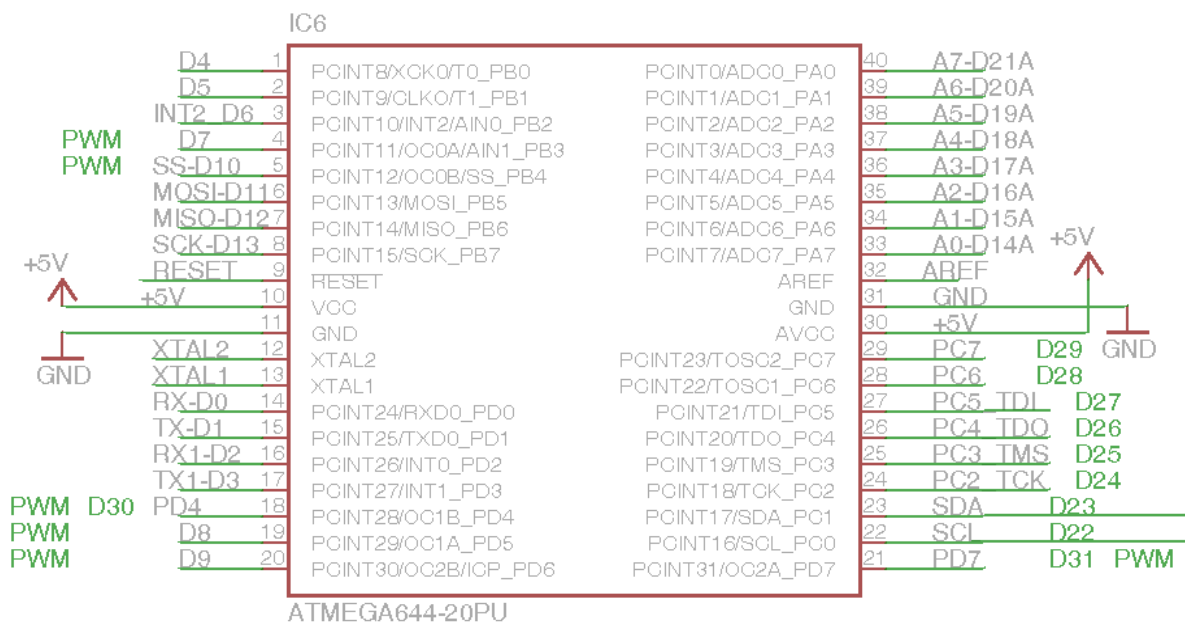 IC6
D4 1 PCINT8/XCK0/T0_PB0 PCINT0/ADC0_PA0 40 A7-D21A
D5 2 PCINT9/CLKO/T1_PB1 PCINT1/ADC1_PA1 39 A6-D20A
INT2 D6 3 PCINT10/INT2/AIN0_PB2 PCINT2/ADC2_PA2 38 A5-D19A
PWM D7 4 PCINT11/OC0A/AIN1_PB3 PCINT3/ADC3_PA3 37 A4-D18A
PWM SS-D10 5 PCINT12/OC0B/SS_PB4 PCINT4/ADC4_PA4 36 A3-D17A
MOSI-D11 6 PCINT13/MOSI_PB5 PCINT5/ADC5_PA5 35 A2-D16A
MISO-D12 7 PCINT14/MISO_PB6 PCINT6/ADC6_PA6 34 A1-D15A
SCK-D13 8 PCINT15/SCK_PB7 PCINT7/ADC7_PA7 33 A0-D14A +5V
+5V RESET 9 RESET AREF 32 AREF
+5V 10 VCC GND 31 GND
11 GND AVCC 30 +5V
GND XTAL2 12 XTAL2 PCINT23/TOSC2_PC7 29 PC7 D29 GND
XTAL1 13 XTAL1 PCINT22/TOSC1_PC6 28 PC6 D28
RX-D0 14 PCINT24/RXD0_PD0 PCINT21/TDI_PC5 27 PC5 TDI D27
TX-D1 15 PCINT25/TXD0_PD1 PCINT20/TDO_PC4 26 PC4 TDO D26
RX1-D2 16 PCINT26/INT0_PD2 PCINT19/TMS_PC3 25 PC3 TMS D25
TX1-D3 17 PCINT27/INT1_PD3 PCINT18/TCK_PC2 24 PC2 TCK D24
PWM D30 PD4 18 PCINT28/OC1B_PD4 PCINT17/SDA_PC1 23 SDA D23
PWM D8 19 PCINT29/OC1A_PD5 PCINT16/SCL_PC0 22 SCL D22
PWM D9 20 PCINT30/OC2B/ICP_PD6 PCINT31/OC2A_PD7 21 PD7 D31 PWM
ATMEGA644-20PU